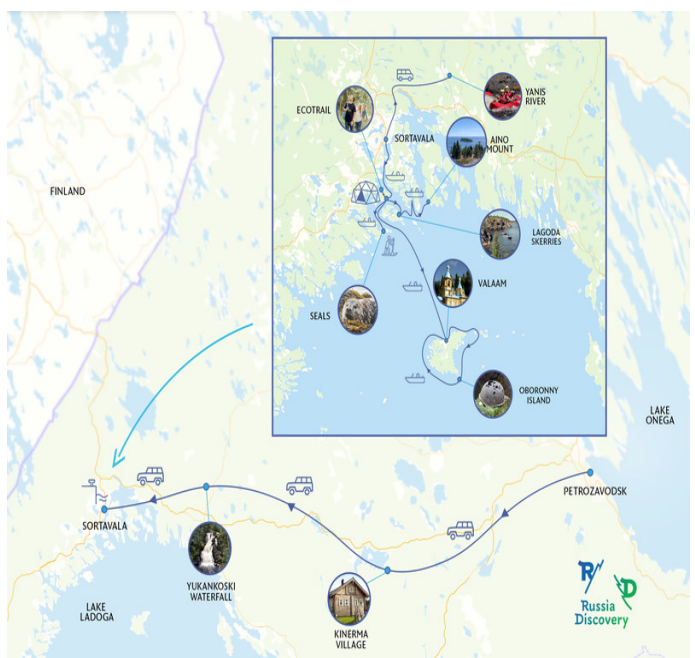 ECOTRAIL
YANIS
RIVER
SORTAVALA
AINO
MOUNT
FINLAND
LAGODA
SKERRIES
VALAAM
SEALS
OBORONNY
ISLAND
LAKE
ONEGA
PETROZAVODSK
SORTAVALA
YUKANKOSKI
WATERFALL
LAKE
LADOGA
KINERMA
VILLAGE
R
D
Russia
Discovery